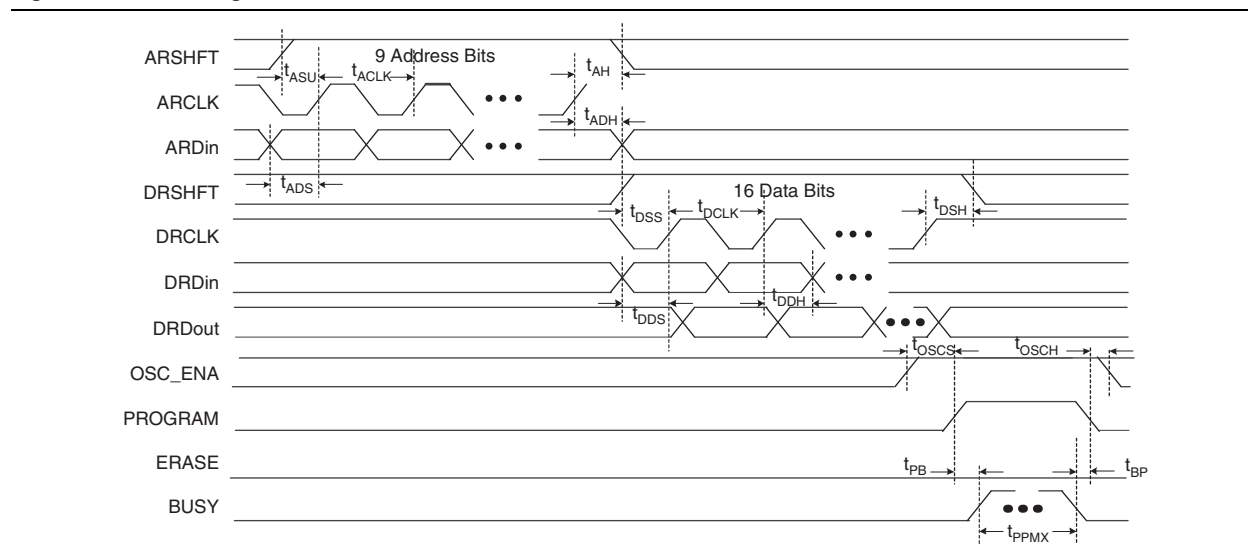 ARSHFT
9 Address Bits
tASU
tACLK
tAH
ARCLK
tADH
ARDin
tADS
DRSHFT
16 Data Bits
tDSS
tDCLK
tDSH
DRCLK
DRDin
tDDS
tDDH
DRDout
tOSCS
tOSCH
OSC_ENA
PROGRAM
ERASE
tPB
tBP
BUSY
tPPMX